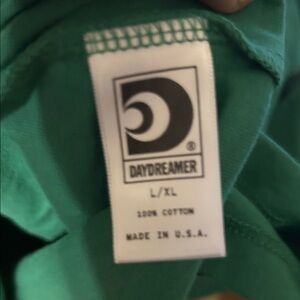 D
®
DAYDREAMER
L/XL
100% COTTON
MADE IN U.S.A.